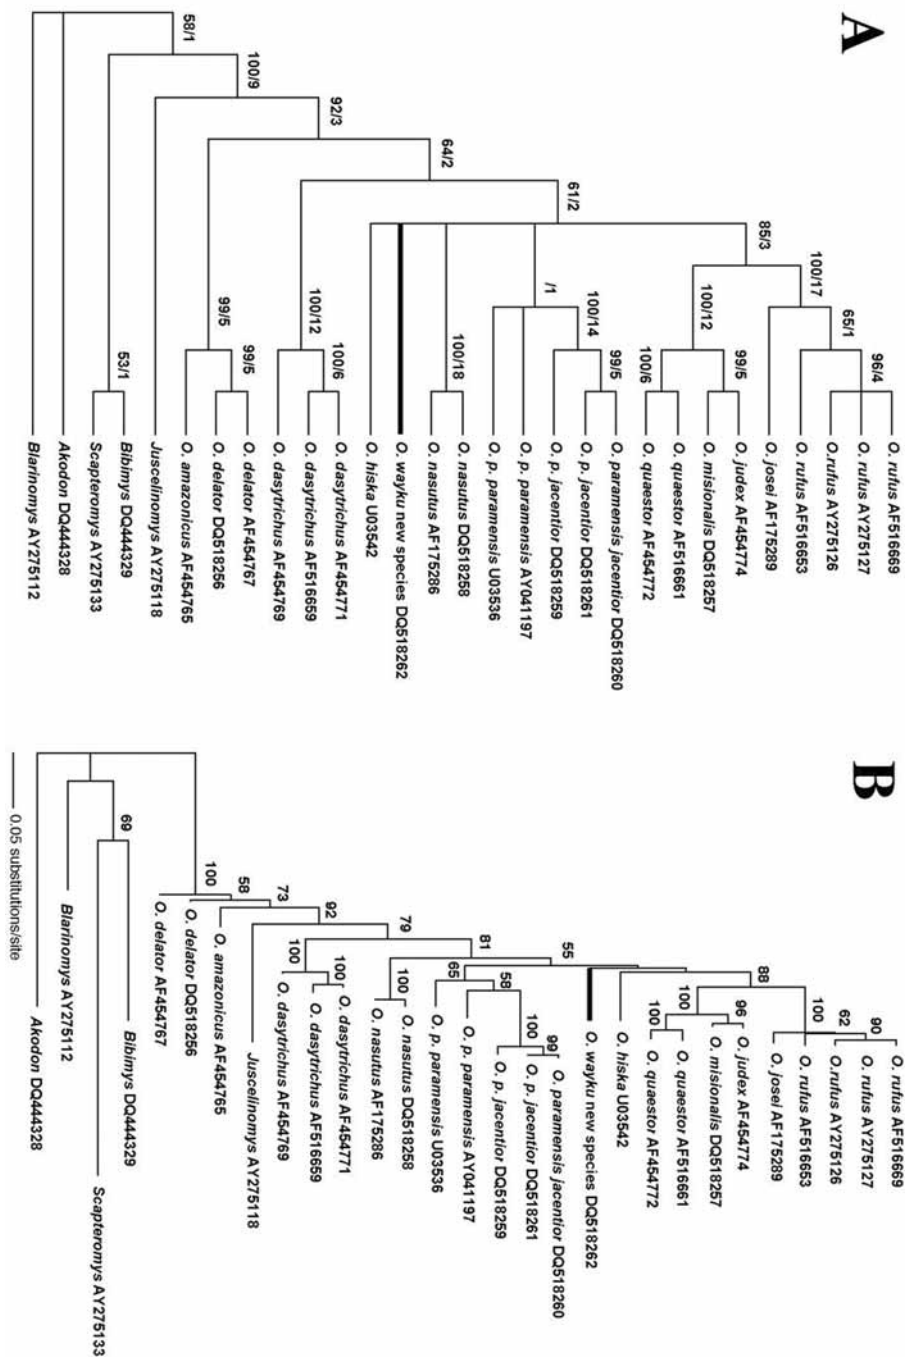 A
58/1
100/9
92/3
64/2
61/2
85/3
100/17
65/1
96/4
100/12
99/5
100/6
/1
100/14
99/5
100/18
100/12
100/6
99/5
99/5
53/1
O. rufus AF516669
O. rufus AY275127
O.rufus AY275126
O. rufus AF516653
O. josei AF175289
O. judex AF454774
O. misionalis DQ518257
O. quaestor AF516661
O. quaestor AF454772
O. paramensis jacentior DQ518260
O. p. jacentior DQ518261
O. p. jacentior DQ518259
O. p. paramensis AY041197
O. p. paramensis U03536
O. nasutus DQ518258
O. nasutus AF175286
O. wayku new species DQ518262
O. hiska U03542
O. dasytrichus AF454771
O. dasytrichus AF516659
O. dasytrichus AF454769
O. delator AF454767
O. delator DQ518256
O. amazonicus AF454765
Juscelinomys AY275118
Bibimys DQ444329
Scapteromys AY275133
Akodon DQ444328
Blarinomys AY275112
B
69
100
58
73
92
79
81
55
88
100
62
90
100
96
100
65
58
100
99
100
100
100
O. rufus AF516669
O. rufus AY275127
O.rufus AY275126
O. rufus AF516653
O. josei AF175289
O. judex AF454774
O. misionalis DQ518257
O. quaestor AF516661
O. quaestor AF454772
O. hiska U03542
O. wayku new species DQ518262
O. paramensis jacentior DQ518260
O. p. jacentior DQ518261
O. p. jacentior DQ518259
O. p. paramensis AY041197
O. p. paramensis U03536
O. nasutus DQ518258
O. nasutus AF175286
O. dasytrichus AF454771
O. dasytrichus AF516659
O. dasytrichus AF454769
Juscelinomys AY275118
O. amazonicus AF454765
O. delator DQ518256
O. delator AF454767
Bibimys DQ444329
Scapteromys AY275133
Blarinomys AY275112
Akodon DQ444328
0.05 substitutions/site